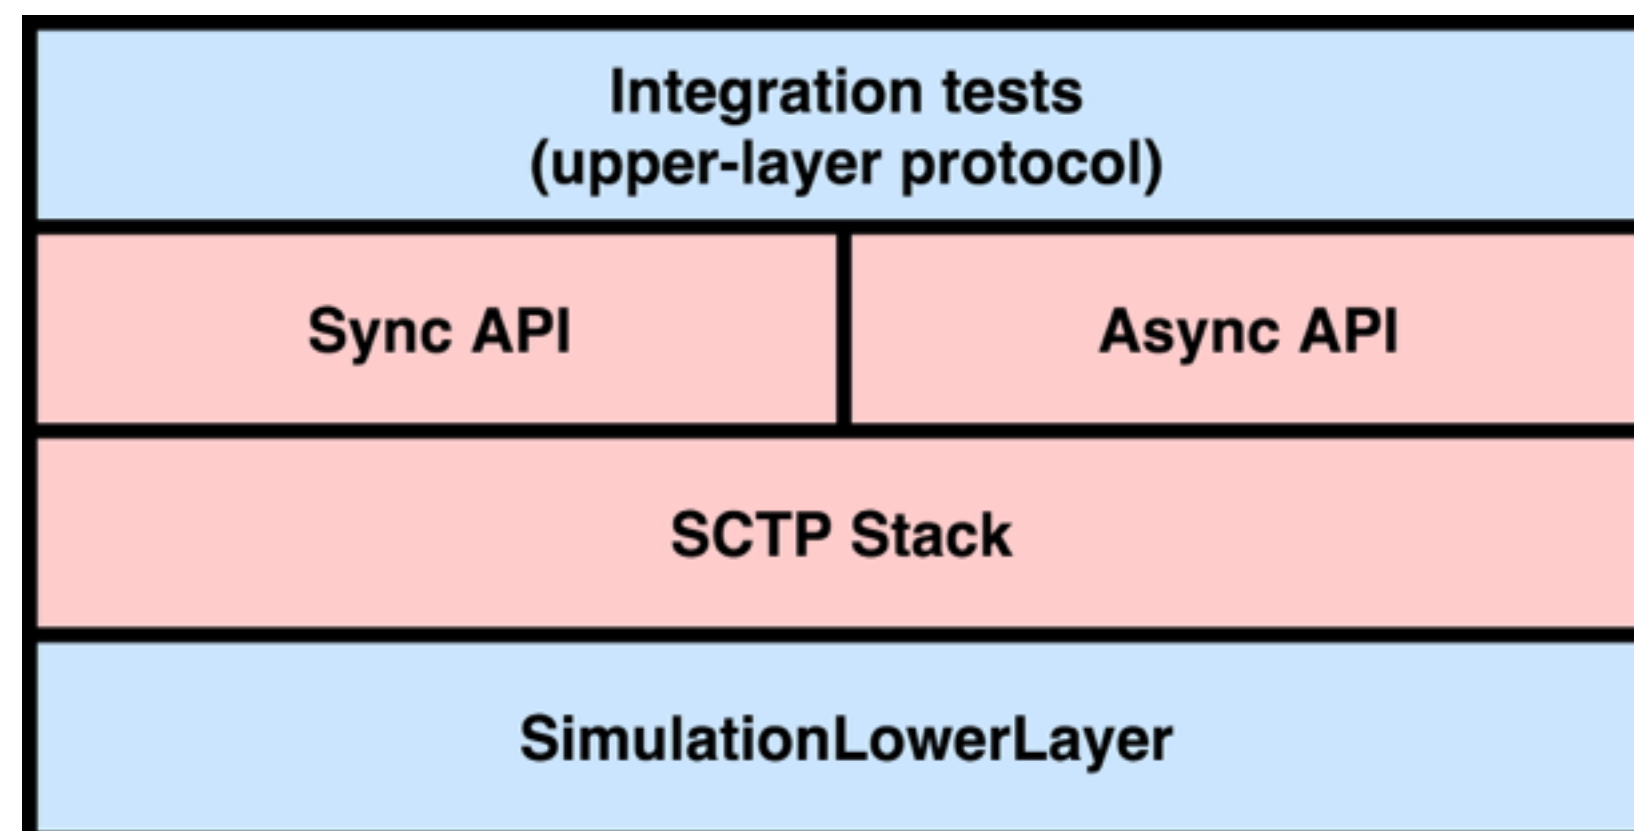 Integration tests
(upper-layer protocol)
Sync API
Async API
SCTP Stack
SimulationLowerLayer